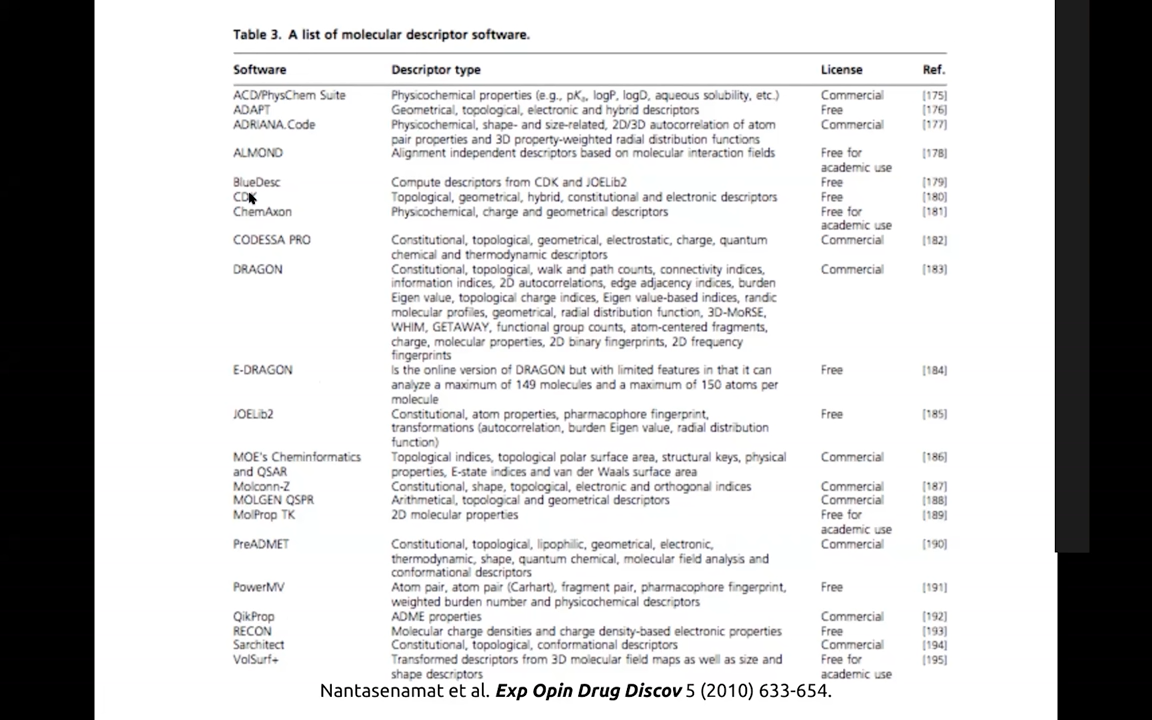 Table 3. A list of molecular descriptor software.
Software Descriptor type License Ref.
ACD/PhysChem Suite Physicochemical properties (e.g., pKa, logP, logD, aqueous solubility, etc.) Commercial [175]
ADAPT Geometrical, topological, electronic and hybrid descriptors Free [176]
ADRIANA.Code Physicochemical, shape- and size-related, 2D/3D autocorrelation of atom Commercial [177]
pair properties and 3D property-weighted radial distribution functions
ALMOND Alignment independent descriptors based on molecular interaction fields Free for [178]
academic use
BlueDesc Compute descriptors from CDK and JOELib2 Free [179]
CDK Topological, geometrical, hybrid, constitutional and electronic descriptors Free [180]
ChemAxon Physicochemical, charge and geometrical descriptors Free for [181]
academic use
CODESSA PRO Constitutional, topological, geometrical, electrostatic, charge, quantum Commercial [182]
chemical and thermodynamic descriptors
DRAGON Constitutional, topological, walk and path counts, connectivity indices, Commercial [183]
information indices, 2D autocorrelations, edge adjacency indices, burden
Eigen value, topological charge indices, Eigen value-based indices, randic
molecular profiles, geometrical, radial distribution function, 3D-MoRSE,
WHIM, GETAWAY, functional group counts, atom-centered fragments,
charge, molecular properties, 2D binary fingerprints, 2D frequency
fingerprints
E-DRAGON Is the online version of DRAGON but with limited features in that it can Free [184]
analyze a maximum of 149 molecules and a maximum of 150 atoms per
molecule
JOELib2 Constitutional, atom properties, pharmacophore fingerprint, Free [185]
transformations (autocorrelation, burden Eigen value, radial distribution
function)
MOE's Cheminformatics Topological indices, topological polar surface area, structural keys, physical Commercial [186]
and QSAR properties, E-state indices and van der Waals surface area
Molconn-Z Constitutional, shape, topological, electronic and orthogonal indices Commercial [187]
MOLGEN QSPR Arithmetical, topological and geometrical descriptors Commercial [188]
MolProp TK 2D molecular properties Free for [189]
academic use
PreADMET Constitutional, topological, lipophilic, geometrical, electronic, Commercial [190]
thermodynamic, shape, quantum chemical, molecular field analysis and
conformational descriptors
PowerMV Atom pair, atom pair (Carhart), fragment pair, pharmacophore fingerprint, Free [191]
weighted burden number and physicochemical descriptors
QikProp ADME properties Commercial [192]
RECON Molecular charge densities and charge density-based electronic properties Free [193]
Sarchitect Constitutional, topological, conformational descriptors Commercial [194]
VolSurf+ Transformed descriptors from 3D molecular field maps as well as size and Free for [195]
shape descriptors academic use
Nantasenamat et al. Exp Opin Drug Discov 5 (2010) 633-654.